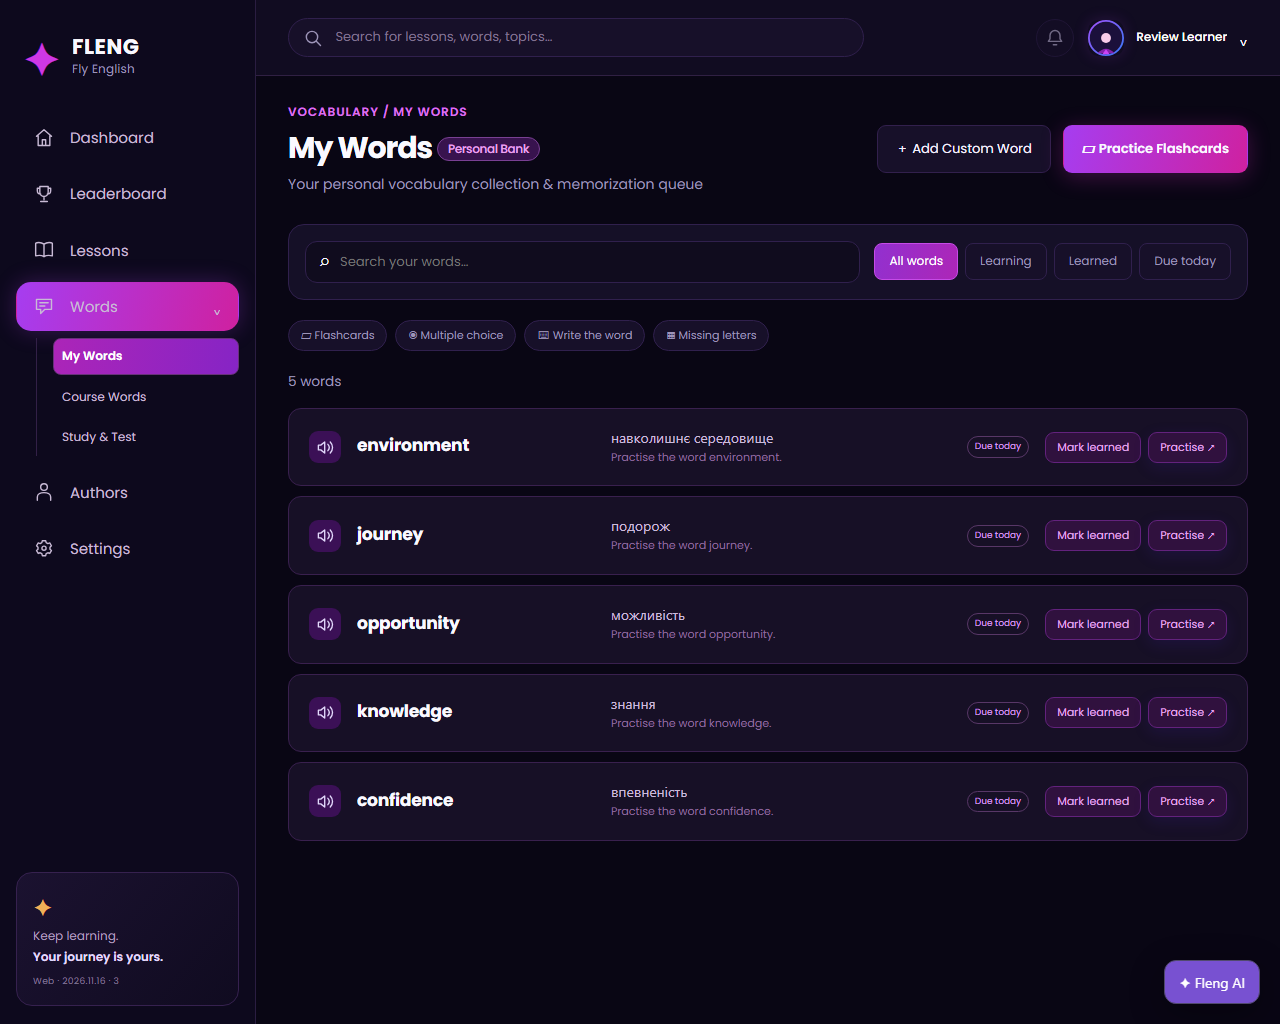 FLENG
Fly English
Dashboard
Leaderboard
Lessons
Words
My Words
Course Words
Study & Test
Authors
Settings
Keep learning.
Your journey is yours.
Web · 2026.11.16 · 3
Search for lessons, words, topics...
Review Learner
VOCABULARY / MY WORDS
My Words Personal Bank
Your personal vocabulary collection & memorization queue
+ Add Custom Word
Practice Flashcards
Search your words...
All words
Learning
Learned
Due today
Flashcards
Multiple choice
Write the word
Missing letters
5 words
environment
навколишнє середовище
Practise the word environment.
Due today
Mark learned
Practise ↗
journey
подорож
Practise the word journey.
Due today
Mark learned
Practise ↗
opportunity
можливість
Practise the word opportunity.
Due today
Mark learned
Practise ↗
knowledge
знання
Practise the word knowledge.
Due today
Mark learned
Practise ↗
confidence
впевненість
Practise the word confidence.
Due today
Mark learned
Practise ↗
✦ Fleng AI